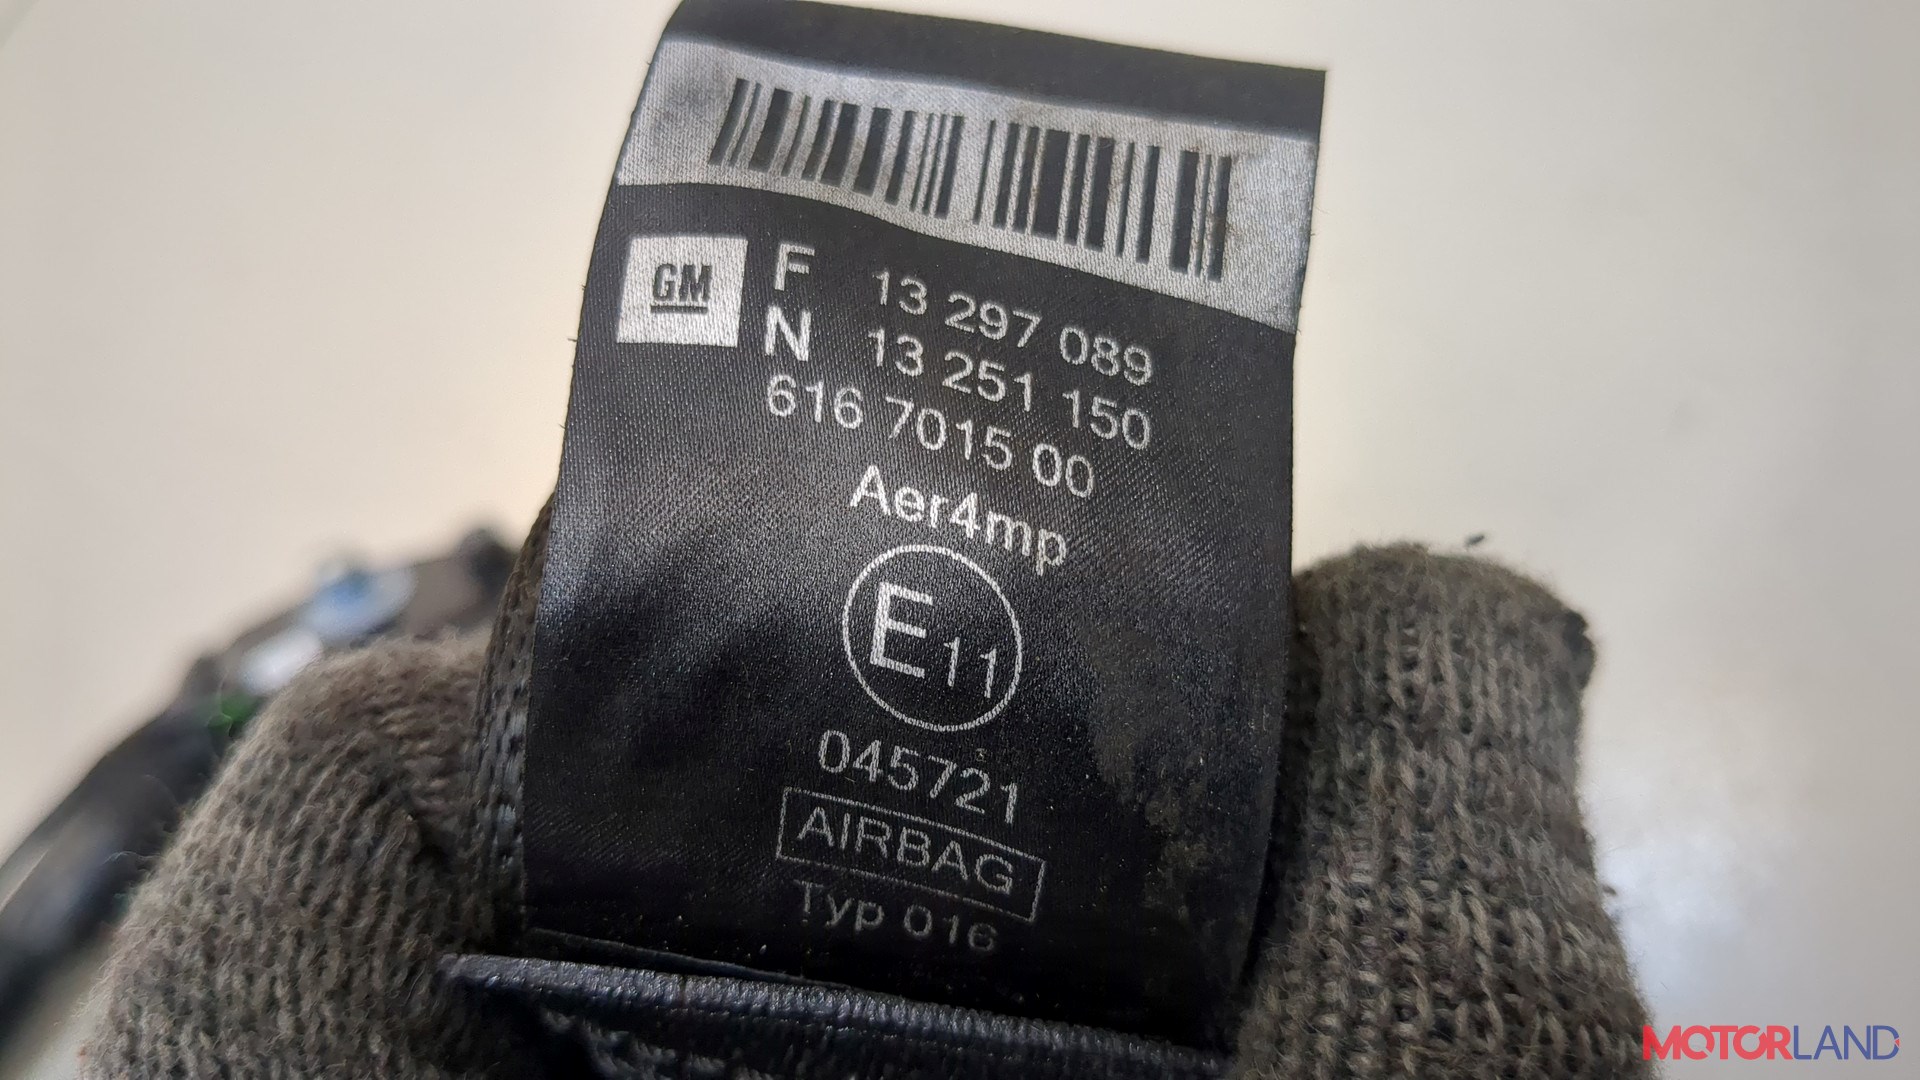 GM
F 13 297 089
N 13 251 150
616 7015 00
Aer4mp
E11
045721
AIRBAG
Typ 016
MOTORLAND